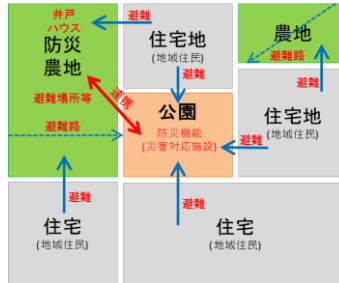 井戸
ハウス
防災
農地
避難場所等
避難路
避難
住宅地
(地域住民)
避難
農地
避難路
避難
連携
公園
防災機能
(災害対応施設)
住宅地
(地域住民)
避難
避難
住宅
(地域住民)
避難
住宅
(地域住民)